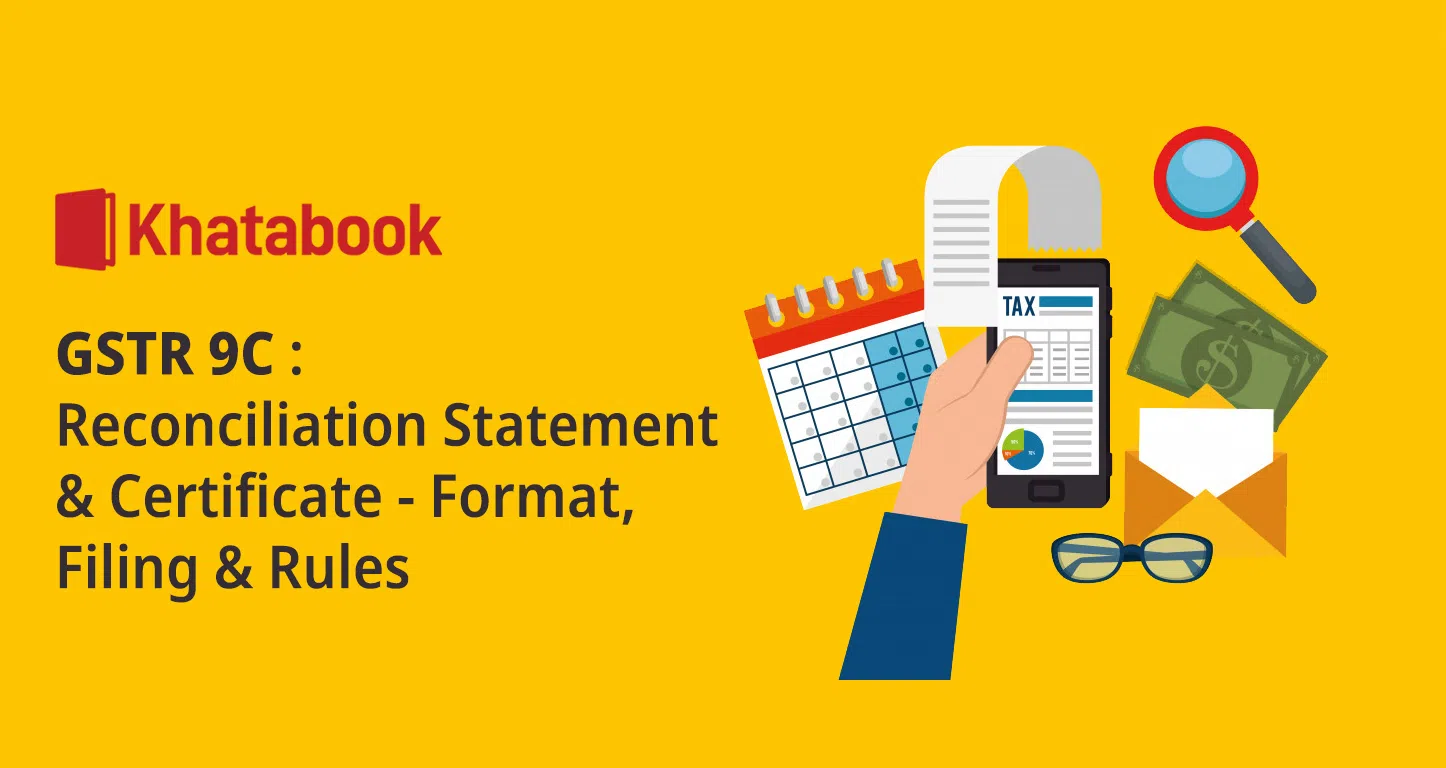 Khatabook
GSTR 9C :
Reconciliation Statement
& Certificate - Format,
Filing & Rules
TAX
$